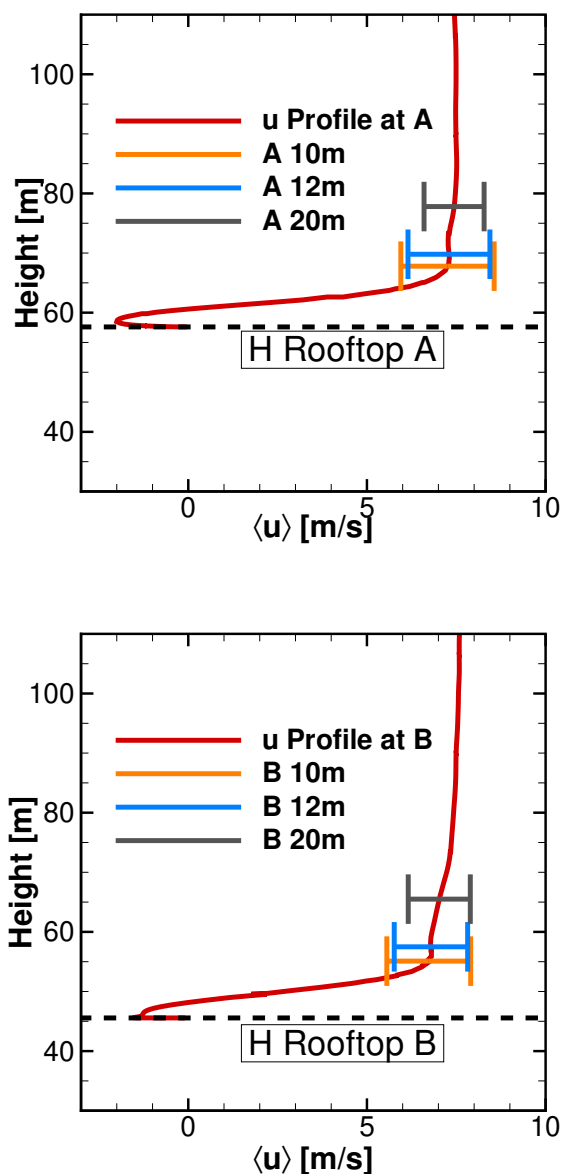 100
80
60
40
Height [m]
u Profile at A
A 10m
A 12m
A 20m
H Rooftop A
0 5 10
⟨u⟩ [m/s]
100
80
60
40
Height [m]
u Profile at B
B 10m
B 12m
B 20m
H Rooftop B
0 5 10
⟨u⟩ [m/s]